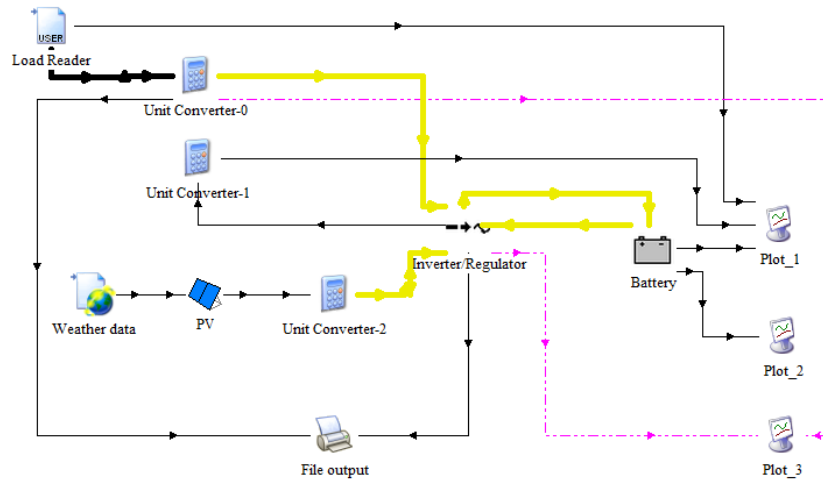 USER
Load Reader
Unit Converter-0
Unit Converter-1
Inverter/Regulator
Battery
Plot_1
Weather data
PV
Unit Converter-2
Plot_2
File output
Plot_3